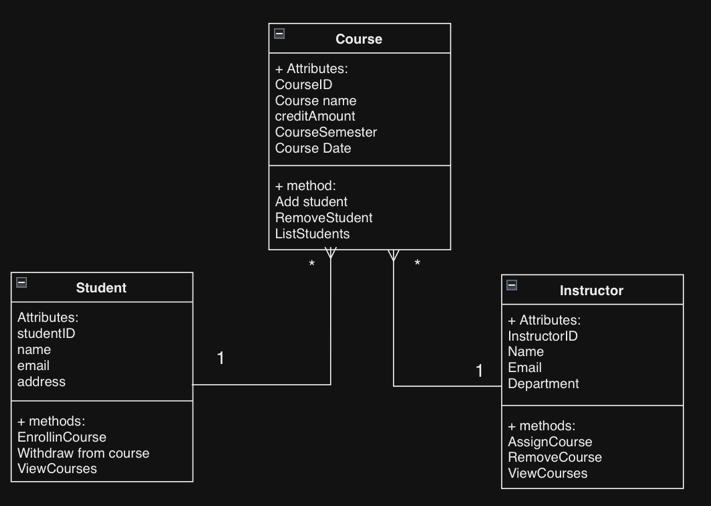 Course
+ Attributes:
CourseID
Course name
creditAmount
CourseSemester
Course Date
+ method:
Add student
RemoveStudent
ListStudents
*
*
Student
Attributes:
studentID
name
email
address
+ methods:
EnrollinCourse
Withdraw from course
ViewCourses
1
1
Instructor
+ Attributes:
InstructorID
Name
Email
Department
+ methods:
AssignCourse
RemoveCourse
ViewCourses